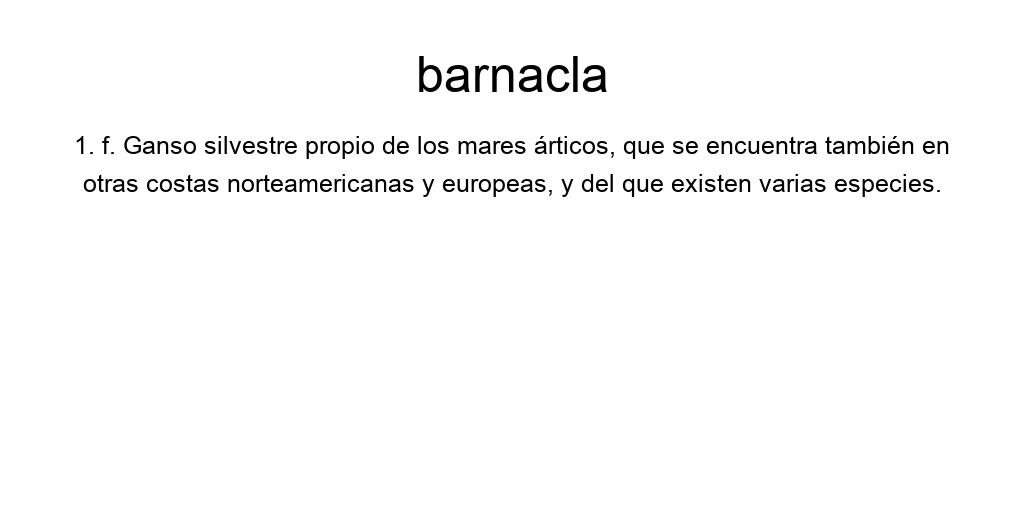 barnacla
1. f. Ganso silvestre propio de los mares árticos, que se encuentra también en
otras costas norteamericanas y europeas, y del que existen varias especies.